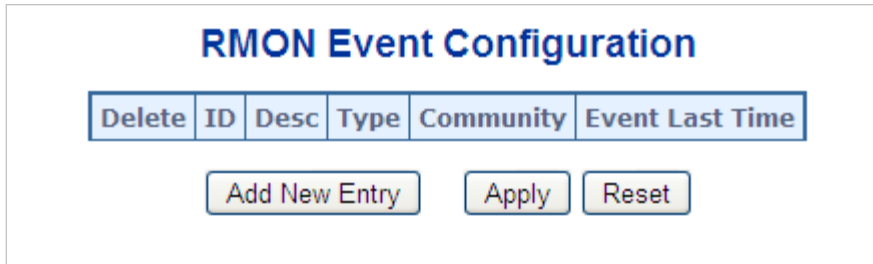 RMON Event Configuration
Delete ID Desc Type Community Event Last Time
Add New Entry Apply Reset